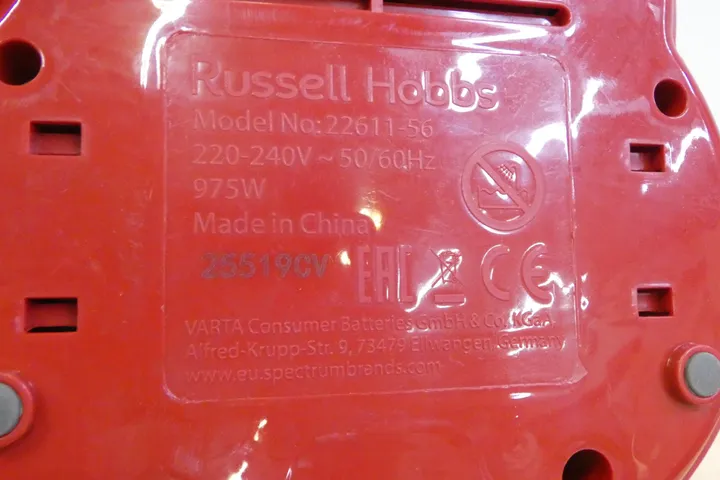 Russell Hobbs
Model No: 22611-56
220-240V ~ 50/60Hz
975W
Made in China
25519CV
EAC CE
VARTA Consumer Batteries GmbH & Co. KGaA
Alfred-Krupp-Str. 9, 73479 Ellwangen, Germany
www.eu.spectrumbrands.com